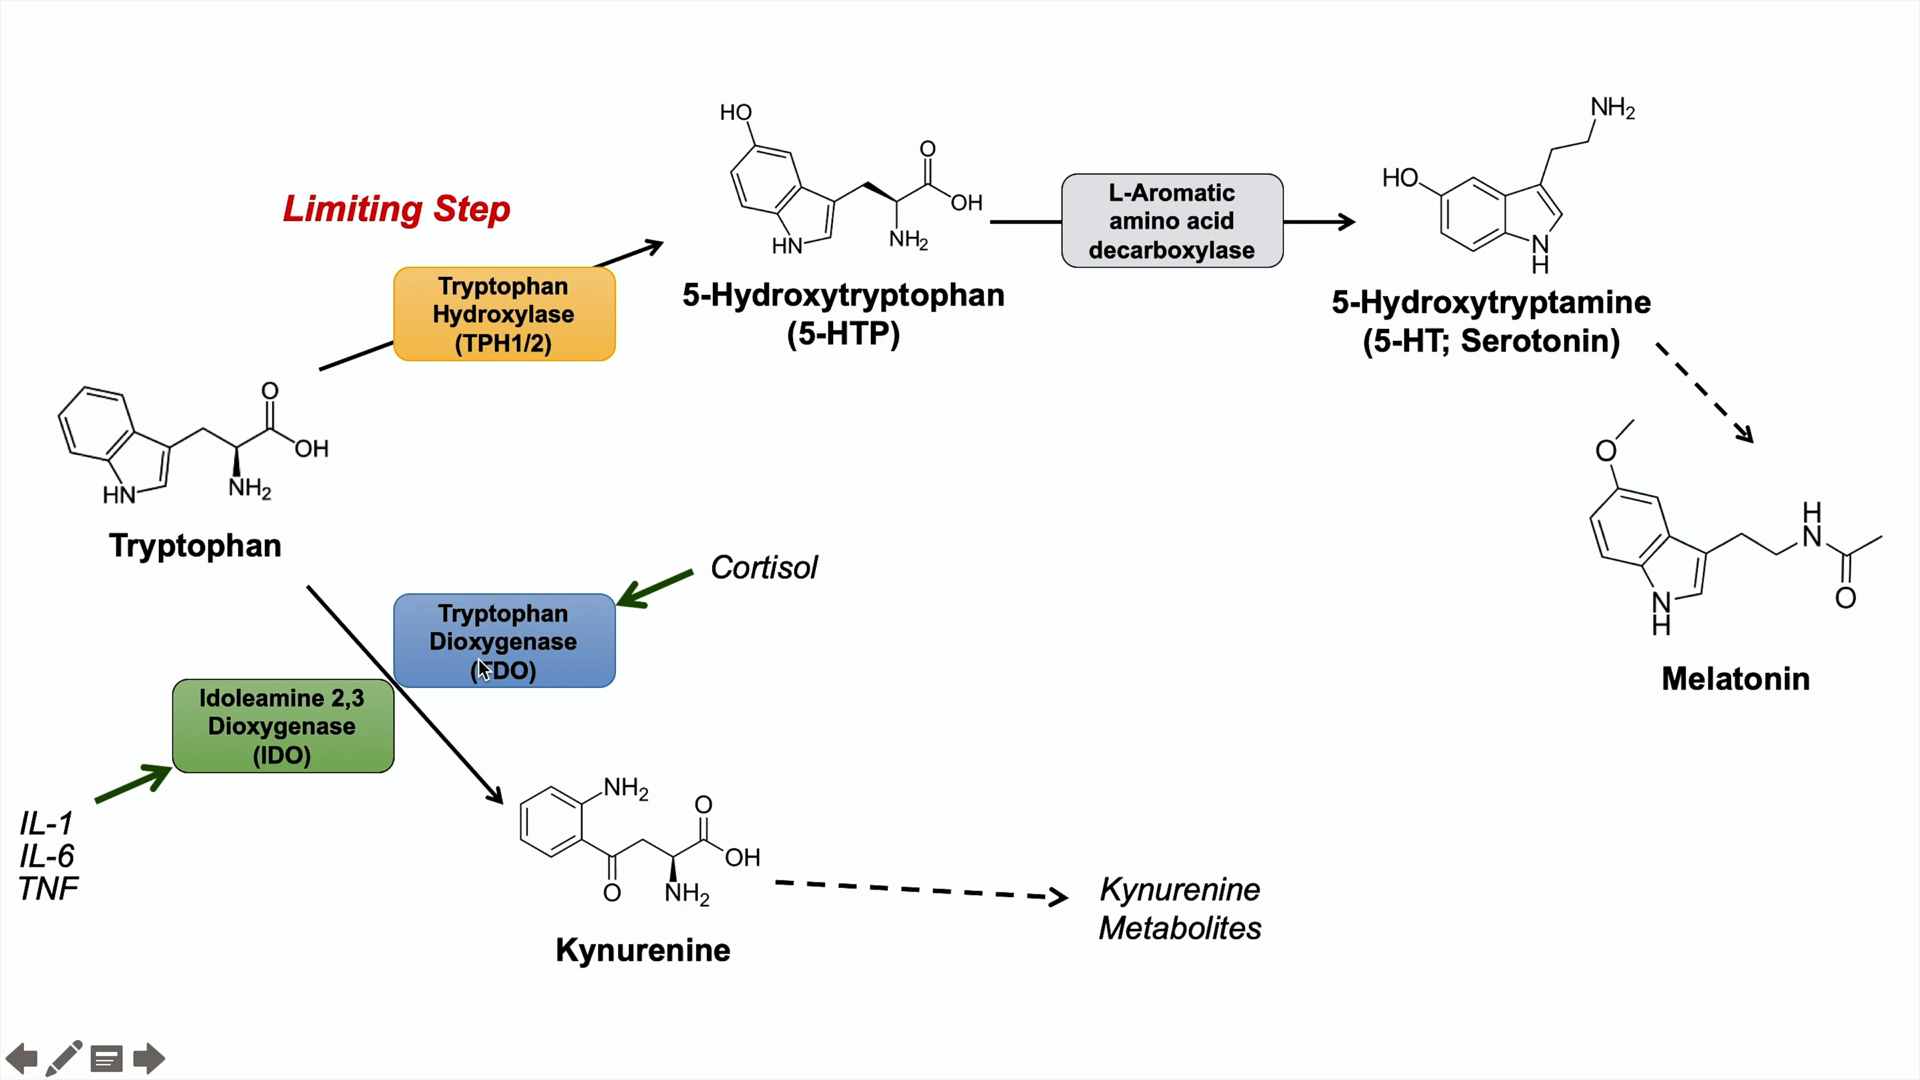 Limiting Step
Tryptophan
Hydroxylase
(TPH1/2)
HO
O
OH
NH2
HN
5-Hydroxytryptophan
(5-HTP)
L-Aromatic
amino acid
decarboxylase
NH2
HO
N
H
5-Hydroxytryptamine
(5-HT; Serotonin)
O
OH
NH2
HN
Tryptophan
O
H
N
O
N
H
Melatonin
Cortisol
Tryptophan
Dioxygenase
(TDO)
Idoleamine 2,3
Dioxygenase
(IDO)
IL-1
IL-6
TNF
NH2
O
OH
O
NH2
Kynurenine
Kynurenine
Metabolites